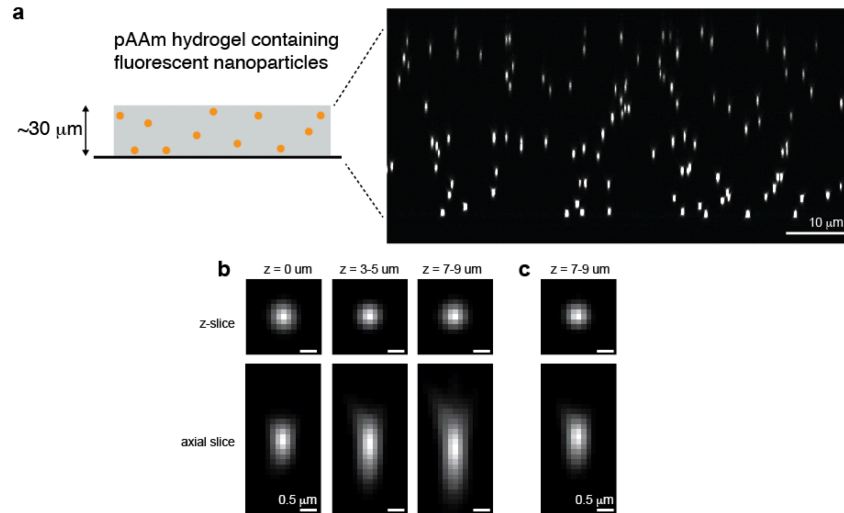 a
pAAm hydrogel containing
fluorescent nanoparticles
~30 μm
10 μm
b
z = 0 um
z = 3-5 um
z = 7-9 um
c
z = 7-9 um
z-slice
axial slice
0.5 μm
0.5 μm